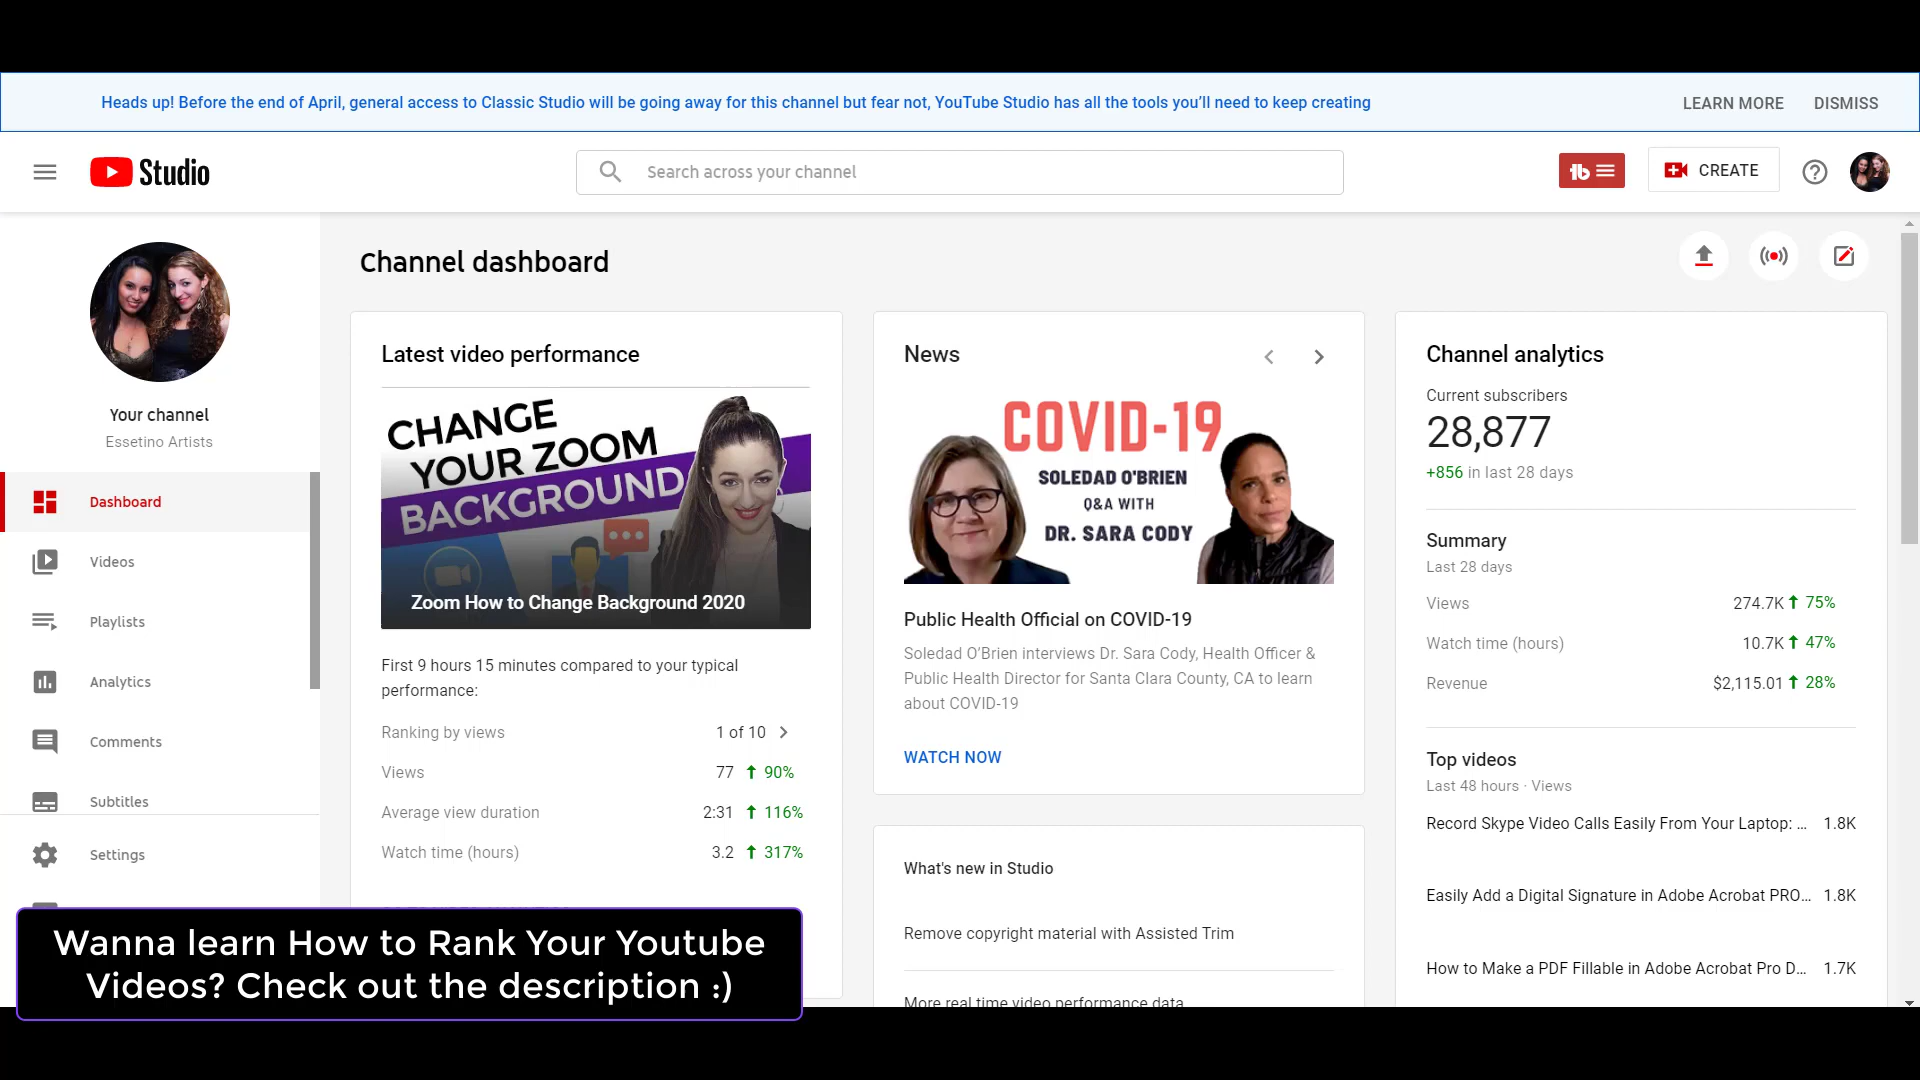 Heads up! Before the end of April, general access to Classic Studio will be going away for this channel but fear not, YouTube Studio has all the tools you’ll need to keep creating
LEARN MORE
DISMISS
Studio
Search across your channel
tb
CREATE
Your channel
Essetino Artists
Dashboard
Videos
Playlists
Analytics
Comments
Subtitles
Settings
Channel dashboard
Latest video performance
CHANGE
YOUR ZOOM
BACKGROUND
Zoom How to Change Background 2020
First 9 hours 15 minutes compared to your typical
performance:
Ranking by views 1 of 10
Views 77 90%
Average view duration 2:31 116%
Watch time (hours) 3.2 317%
News
COVID-19
SOLEDAD O'BRIEN
Q&A WITH
DR. SARA CODY
Public Health Official on COVID-19
Soledad O’Brien interviews Dr. Sara Cody, Health Officer &
Public Health Director for Santa Clara County, CA to learn
about COVID-19
WATCH NOW
What's new in Studio
Remove copyright material with Assisted Trim
More real time video performance data
Channel analytics
Current subscribers
28,877
+856 in last 28 days
Summary
Last 28 days
Views 274.7K 75%
Watch time (hours) 10.7K 47%
Revenue $2,115.01 28%
Top videos
Last 48 hours · Views
Record Skype Video Calls Easily From Your Laptop: ... 1.8K
Easily Add a Digital Signature in Adobe Acrobat PRO... 1.8K
How to Make a PDF Fillable in Adobe Acrobat Pro D... 1.7K
Wanna learn How to Rank Your Youtube
Videos? Check out the description :)